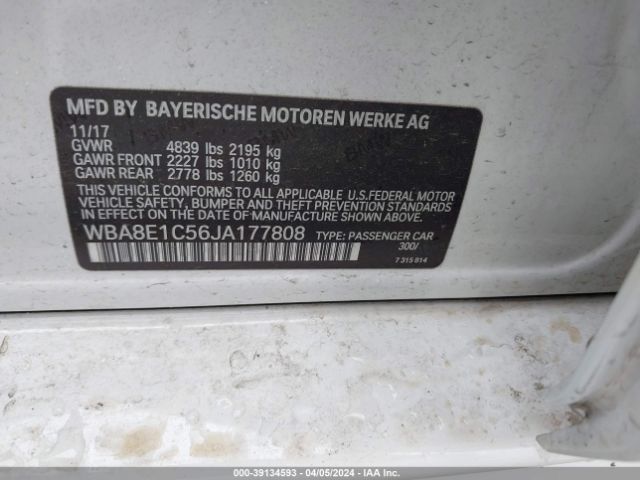 MFD BY BAYERISCHE MOTOREN WERKE AG
11/17
GVWR 4839 lbs 2195 kg
GAWR FRONT 2227 lbs 1010 kg
GAWR REAR 2778 lbs 1260 kg
THIS VEHICLE CONFORMS TO ALL APPLICABLE U.S.FEDERAL MOTOR
VEHICLE SAFETY, BUMPER AND THEFT PREVENTION STANDARDS
IN EFFECT ON THE DATE OF MANUFACTURE SHOWN ABOVE.
WBA8E1C56JA177808 TYPE: PASSENGER CAR
300/
7 315 814
000-39134593 / 04/05/2024 - IAA Inc.